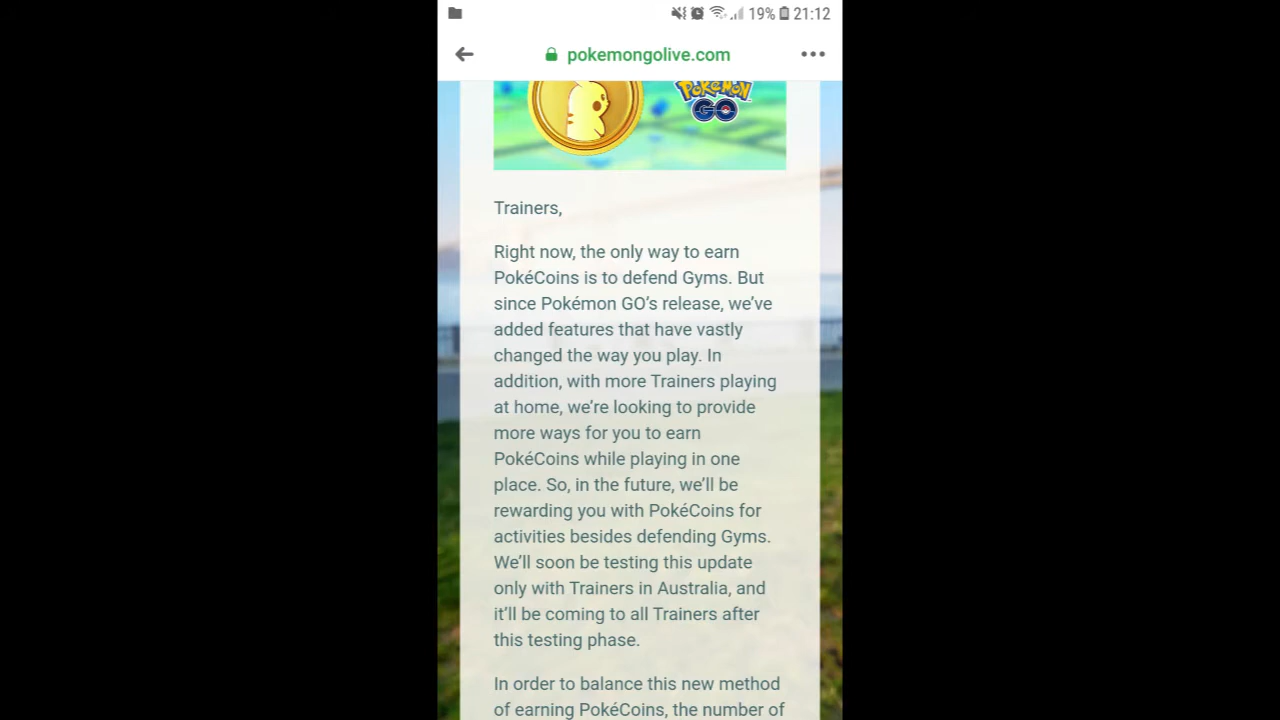 19% 21:12
pokemongolive.com
POKÉMON
GO
Trainers,
Right now, the only way to earn
PokéCoins is to defend Gyms. But
since Pokémon GO’s release, we’ve
added features that have vastly
changed the way you play. In
addition, with more Trainers playing
at home, we’re looking to provide
more ways for you to earn
PokéCoins while playing in one
place. So, in the future, we’ll be
rewarding you with PokéCoins for
activities besides defending Gyms.
We’ll soon be testing this update
only with Trainers in Australia, and
it’ll be coming to all Trainers after
this testing phase.
In order to balance this new method
of earning PokéCoins, the number of